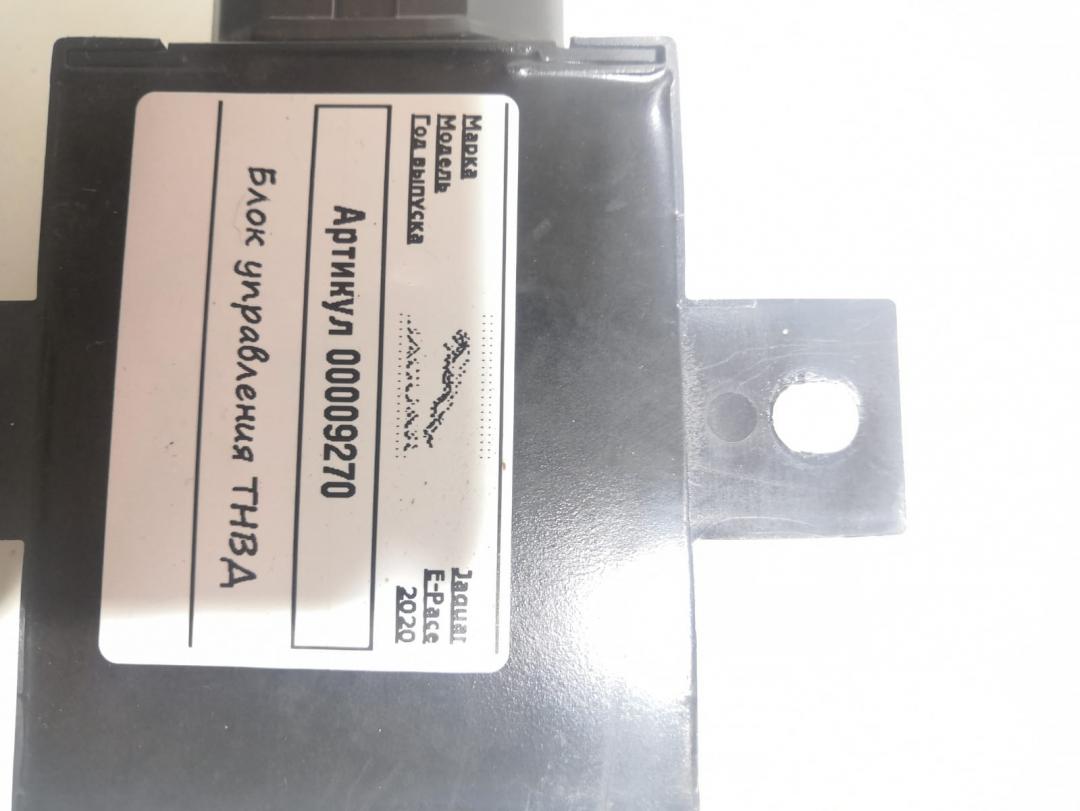 Марка Jaguar
Модель E-Pace
Год выпуска 2020
Артикул 00009270
Блок управления ТНВД